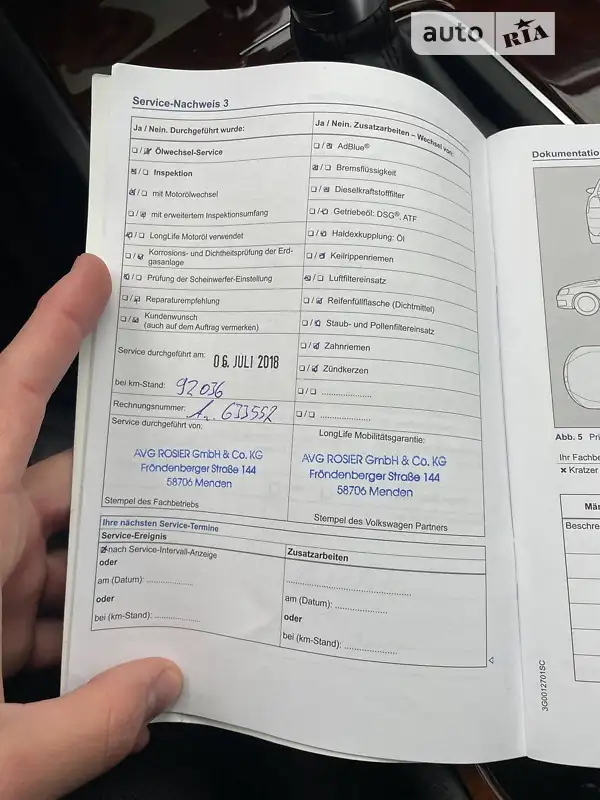 auto RIA
Service-Nachweis 3
Ja / Nein. Durchgeführt wurde:
Ölwechsel-Service
Inspektion
mit Motorölwechsel
mit erweitertem Inspektionsumfang
LongLife Motoröl verwendet
Korrosions- und Dichtheitsprüfung der Erd-
gasanlage
Prüfung der Scheinwerfer-Einstellung
Reparaturempfehlung
Kundenwunsch
(auch auf dem Auftrag vermerken)
Service durchgeführt am: 06. JULI 2018
bei km-Stand: 92036
Rechnungsnummer: 633552
Service durchgeführt von:
AVG ROSIER GmbH & Co. KG
Fröndenberger Straße 144
58706 Menden
Stempel des Fachbetriebs
Ja / Nein. Zusatzarbeiten – Wechsel von:
AdBlue®
Bremsflüssigkeit
Dieselkraftstofffilter
Getriebeöl: DSG®, ATF
Haldexkupplung: Öl
Keilrippenriemen
Luftfiltereinsatz
Reifenfüllflasche (Dichtmittel)
Staub- und Pollenfiltereinsatz
Zahnriemen
Zündkerzen
LongLife Mobilitätsgarantie:
AVG ROSIER GmbH & Co. KG
Fröndenberger Straße 144
58706 Menden
Stempel des Volkswagen Partners
Ihre nächsten Service-Termine
Service-Ereignis
nach Service-Intervall-Anzeige
oder
am (Datum): ....................
oder
bei (km-Stand): ....................
Zusatzarbeiten
am (Datum): ....................
oder
bei (km-Stand): ....................
Dokumentatio
Abb. 5 Pri
Ihr Fachbe
× Kratzer
Män
Beschre
3G0012701SC